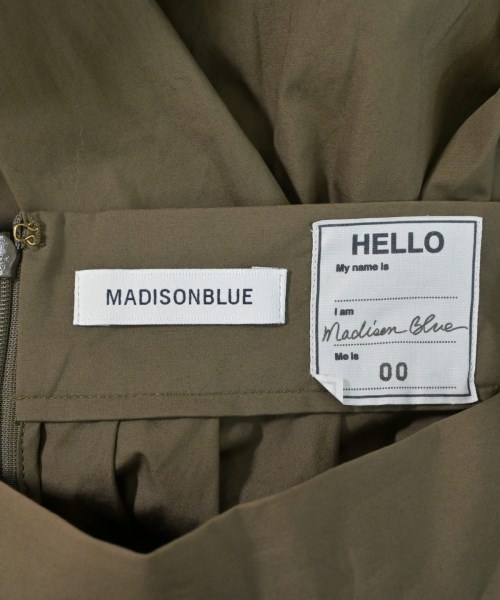 MADISONBLUE
HELLO
My name is
I am
Madison Blue
Me is
00